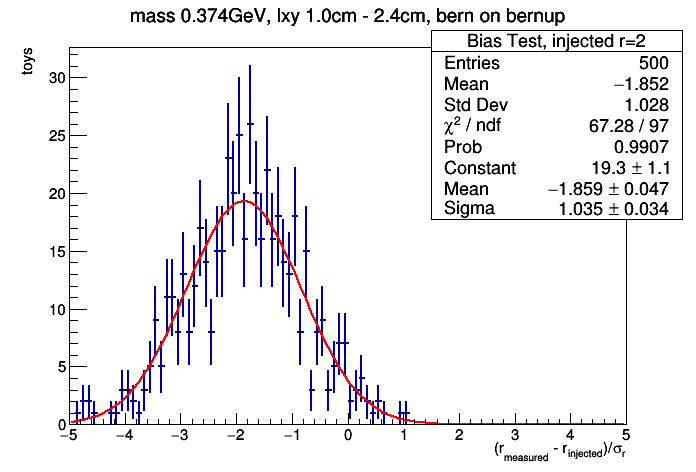 mass 0.374GeV, lxy 1.0cm - 2.4cm, bern on bernup
toys
Bias Test, injected r=2
Entries 500
Mean −1.852
Std Dev 1.028
χ² / ndf 67.28 / 97
Prob 0.9907
Constant 19.3 ± 1.1
Mean −1.859 ± 0.047
Sigma 1.035 ± 0.034
30
25
20
15
10
5
0
−5 −4 −3 −2 −1 0 1 2 3 4 5
(r_measured - r_injected)/σ_r